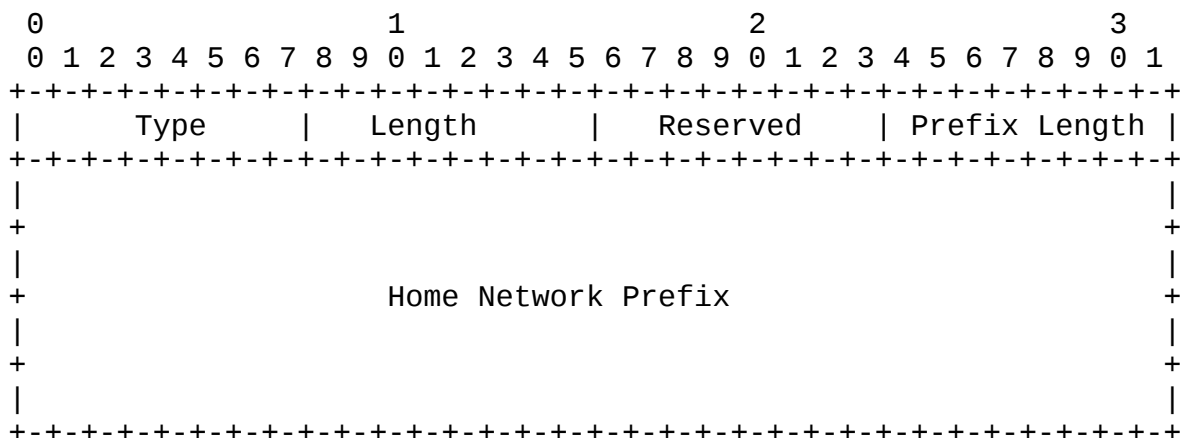 0                   1                   2                   3
 0 1 2 3 4 5 6 7 8 9 0 1 2 3 4 5 6 7 8 9 0 1 2 3 4 5 6 7 8 9 0 1
+-+-+-+-+-+-+-+-+-+-+-+-+-+-+-+-+-+-+-+-+-+-+-+-+-+-+-+-+-+-+-+-+
|      Type     |   Length      |   Reserved    | Prefix Length |
+-+-+-+-+-+-+-+-+-+-+-+-+-+-+-+-+-+-+-+-+-+-+-+-+-+-+-+-+-+-+-+-+
|                                                               |
+                                                               +
|                                                               |
+                    Home Network Prefix                        +
|                                                               |
+                                                               +
|                                                               |
+-+-+-+-+-+-+-+-+-+-+-+-+-+-+-+-+-+-+-+-+-+-+-+-+-+-+-+-+-+-+-+-+